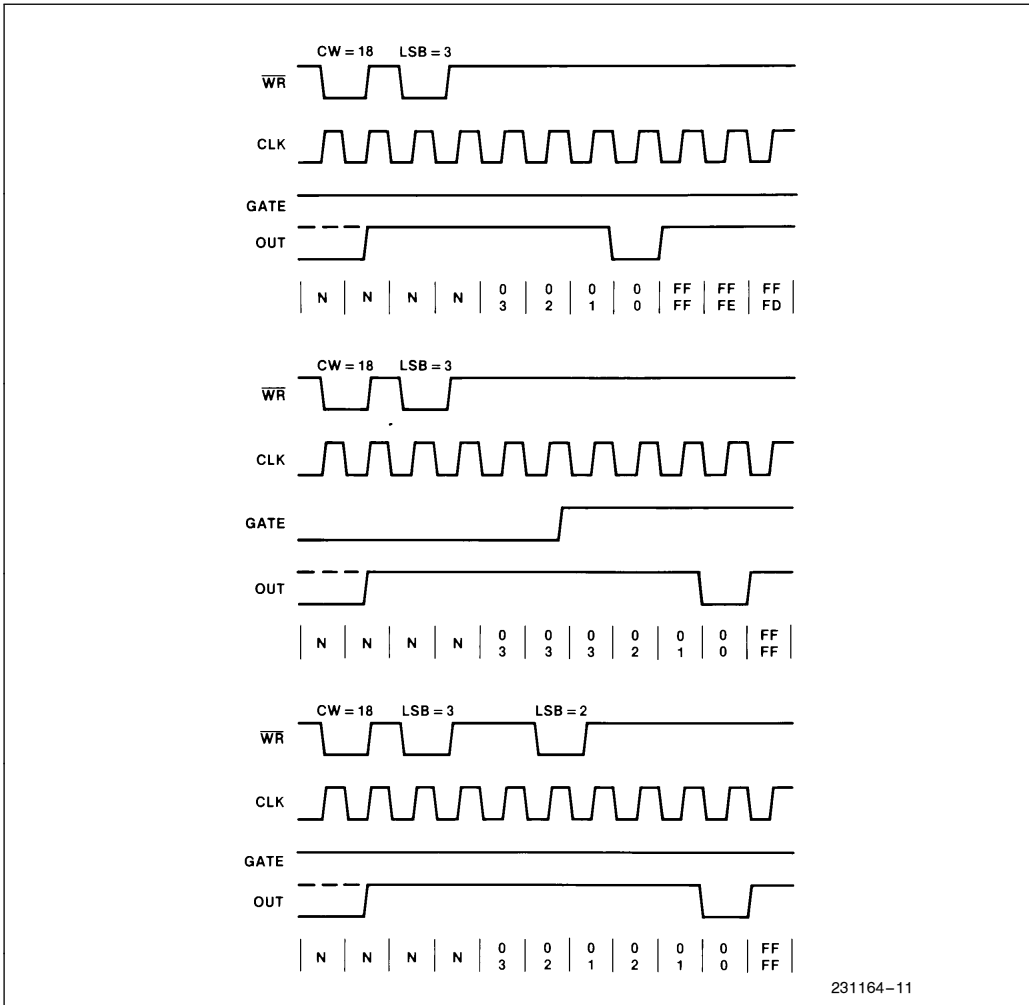 CW = 18 LSB = 3
WR
CLK
GATE
OUT
N N N N 0 0 0 0 FF FF FF
3 2 1 0 FF FE FD
CW = 18 LSB = 3
WR
CLK
GATE
OUT
N N N N 0 0 0 0 0 0 FF
3 3 3 2 1 0 FF
CW = 18 LSB = 3 LSB = 2
WR
CLK
GATE
OUT
N N N N 0 0 0 0 0 0 FF
3 2 1 2 1 0 FF
231164-11